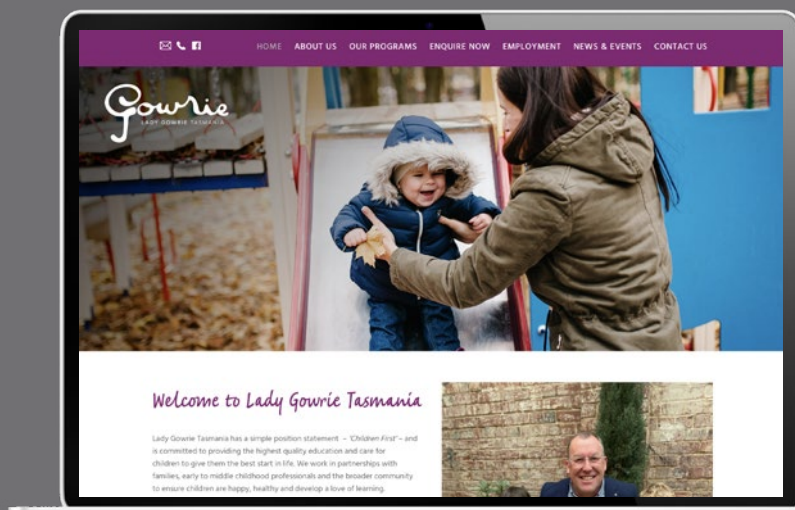 HOME ABOUT US OUR PROGRAMS ENQUIRE NOW EMPLOYMENT NEWS & EVENTS CONTACT US
Gowrie
LADY GOWRIE TASMANIA
Welcome to Lady Gowrie Tasmania
Lady Gowrie Tasmania has a simple position statement – 'Children First' – and
is committed to providing the highest quality education and care for
children to give them the best start in life. We work in partnerships with
families, early to middle childhood professionals and the broader community
to ensure children are happy, healthy and develop a love of learning.